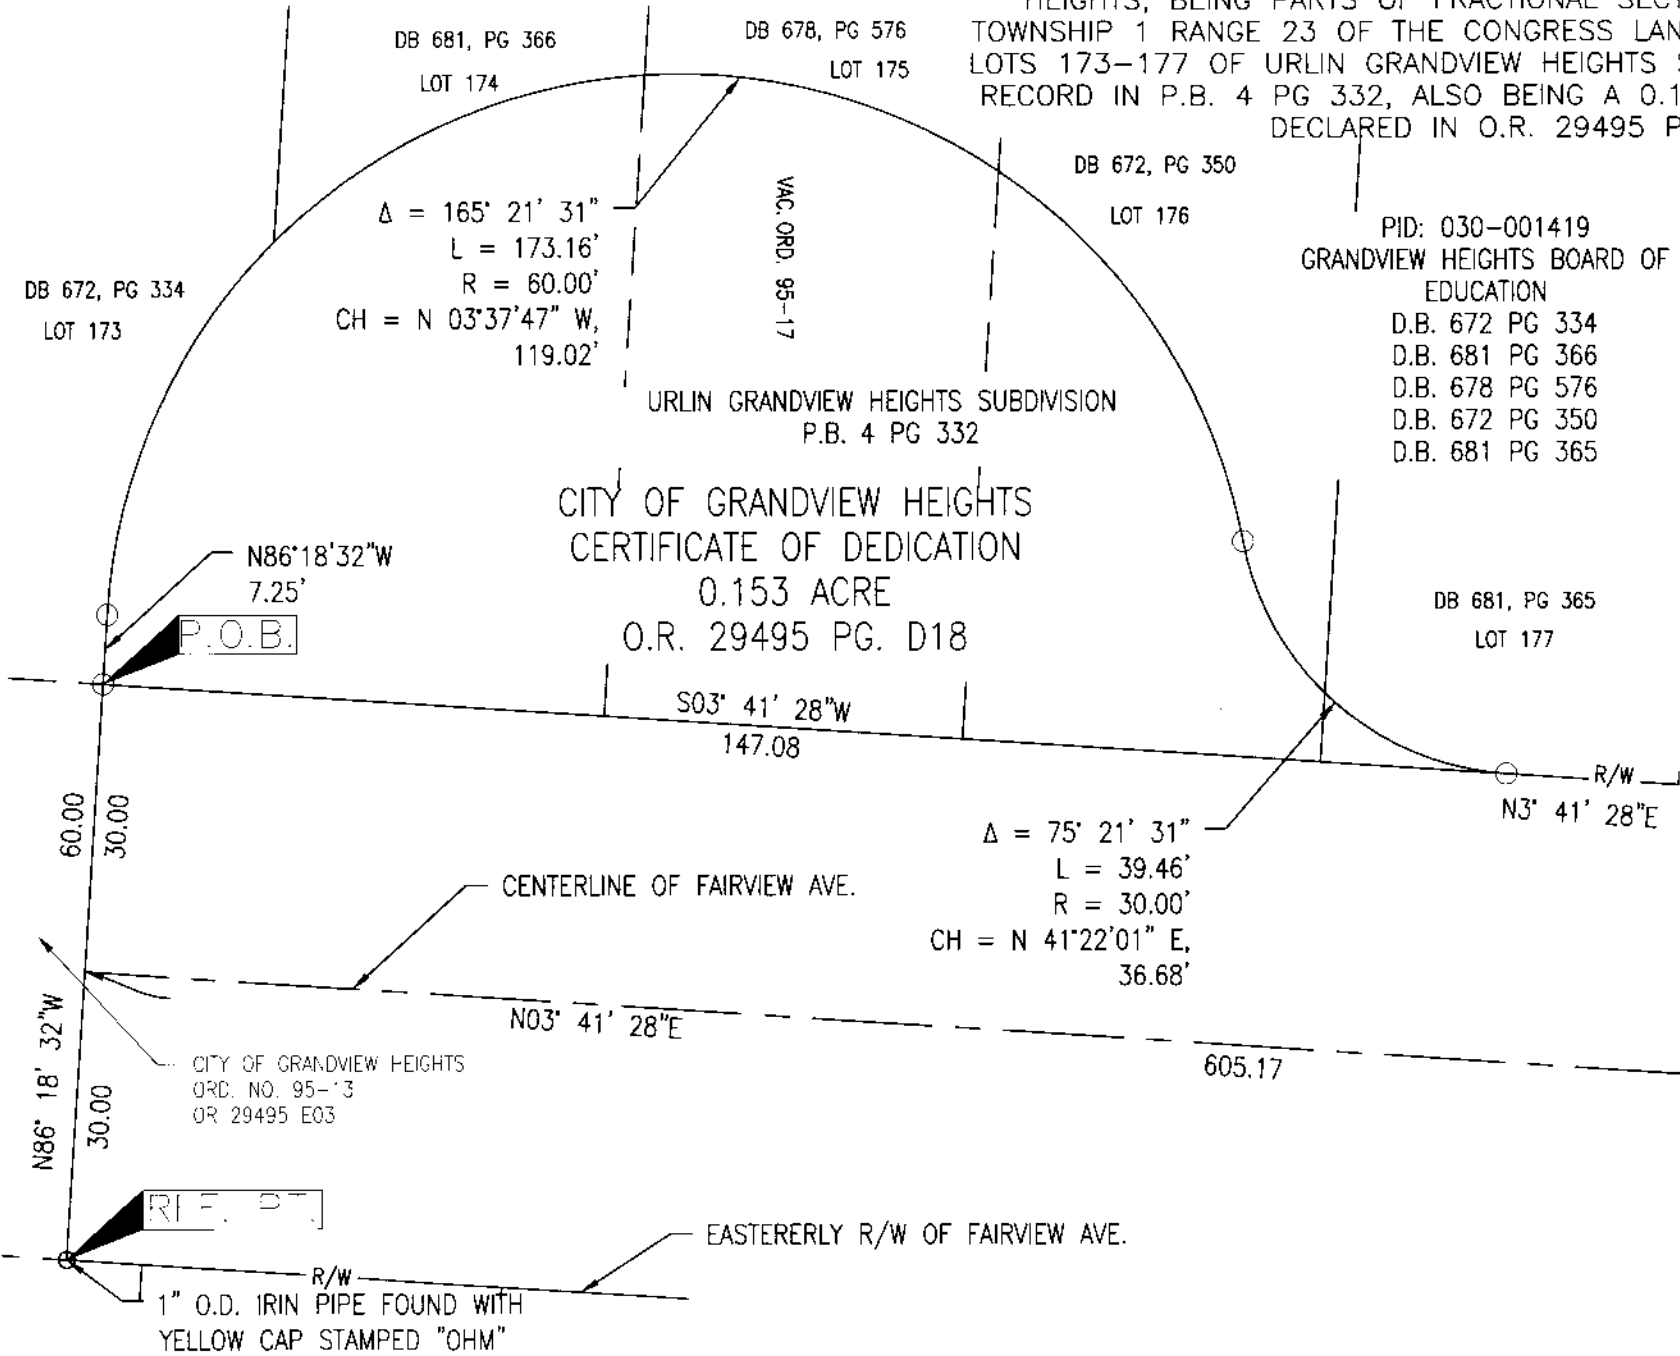 HEIGHTS, BEING PARTS OF FRACTIONAL
TOWNSHIP 1 RANGE 23 OF THE CONGRESS
LOTS 173-177 OF URLIN GRANDVIEW HEIGHTS
RECORD IN P.B. 4 PG 332, ALSO BEING A
DECLARED IN O.R. 29495
DB 681, PG 366
LOT 174
DB 678, PG 576
LOT 175
DB 672, PG 350
LOT 176
DB 672, PG 334
LOT 173
Δ = 165° 21' 31"
L = 173.16'
R = 60.00'
CH = N 03°37'47" W,
119.02'
VAC. ORD. 95-17
PID: 030-001419
GRANDVIEW HEIGHTS BOARD OF
EDUCATION
D.B. 672 PG 334
D.B. 681 PG 366
D.B. 678 PG 576
D.B. 672 PG 350
D.B. 681 PG 365
URLIN GRANDVIEW HEIGHTS SUBDIVISION
P.B. 4 PG 332
CITY OF GRANDVIEW HEIGHTS
CERTIFICATE OF DEDICATION
0.153 ACRE
O.R. 29495 PG. D18
N86°18'32"W
7.25'
P.O.B.
DB 681, PG 365
LOT 177
S03° 41' 28"W
147.08
R/W
N3° 41' 28"E
60.00
30.00
Δ = 75° 21' 31"
L = 39.46'
R = 30.00'
CH = N 41°22'01" E,
36.68'
CENTERLINE OF FAIRVIEW AVE.
N03° 41' 28"E
605.17
N86° 18' 32"W
30.00
CITY OF GRANDVIEW HEIGHTS
ORD. NO.
OR 29495 E03
EASTERERLY R/W OF FAIRVIEW AVE.
R/W
1" O.D. IRIN PIPE FOUND WITH
YELLOW CAP STAMPED "OHM"